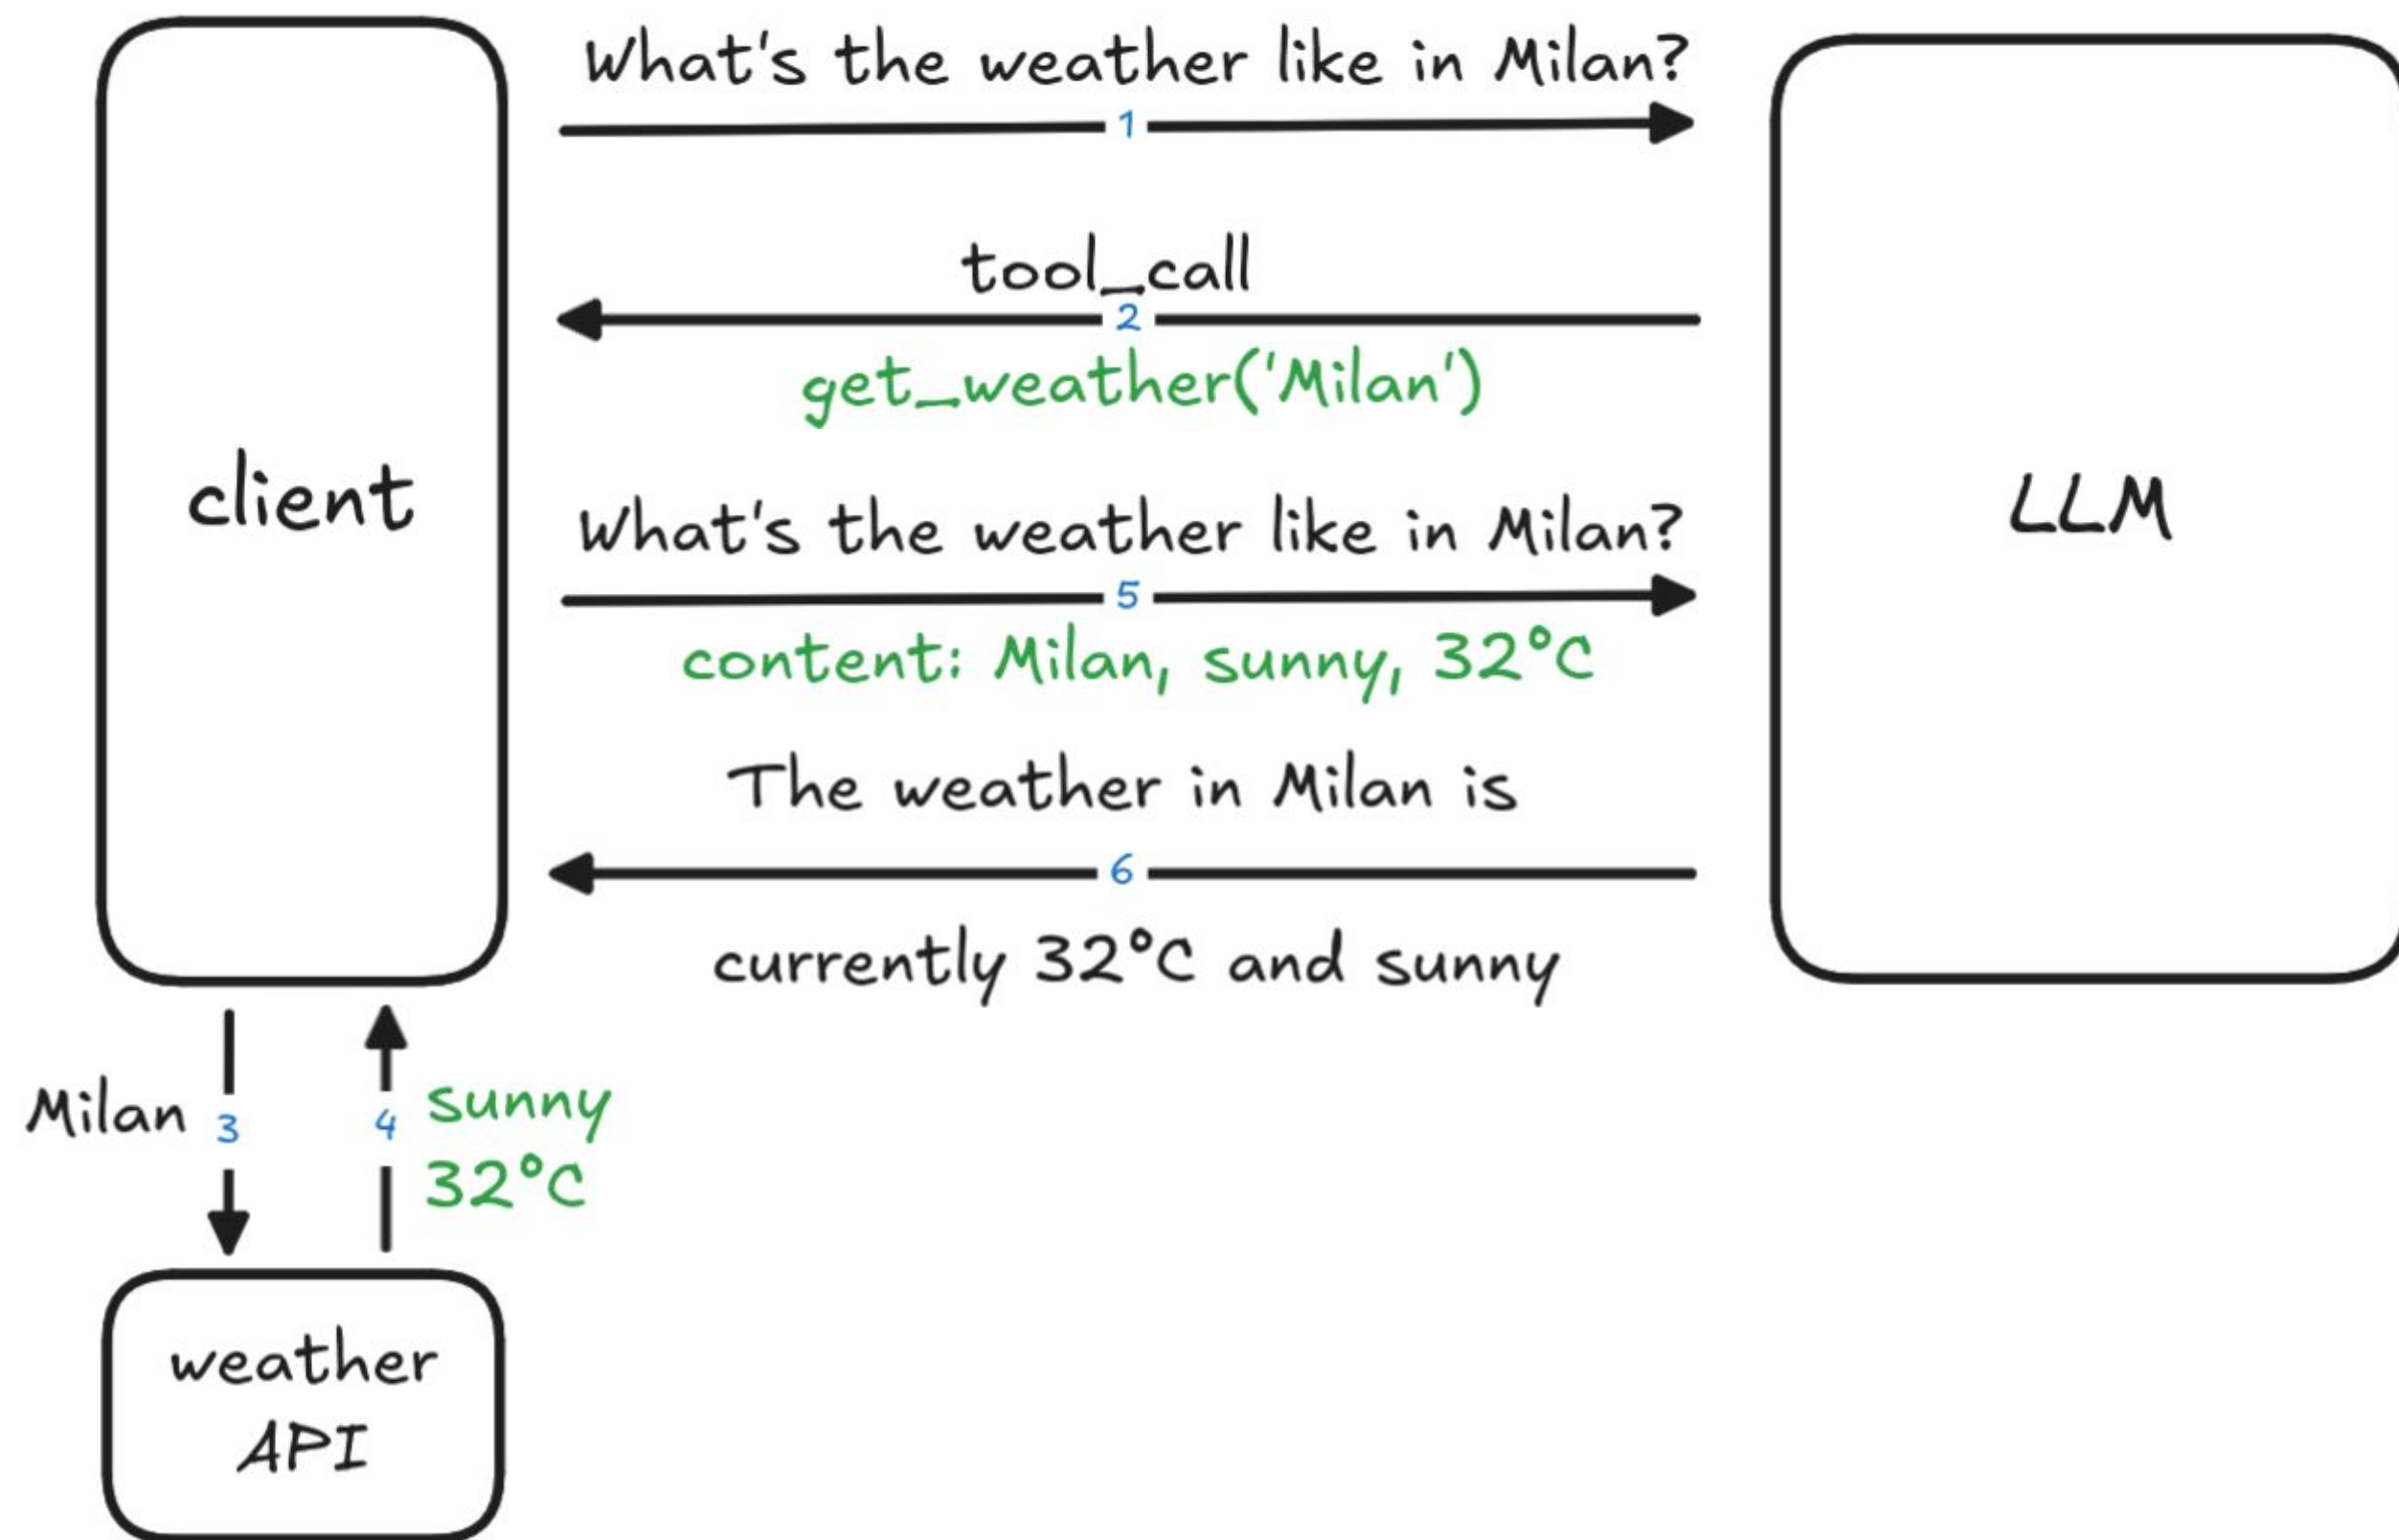 What's the weather like in Milan?
1
tool_call
2
get_weather('Milan')
client
What's the weather like in Milan?
LLM
5
content: Milan, sunny, 32°C
The weather in Milan is
6
currently 32°C and sunny
Milan
3
4
sunny
32°C
weather
API